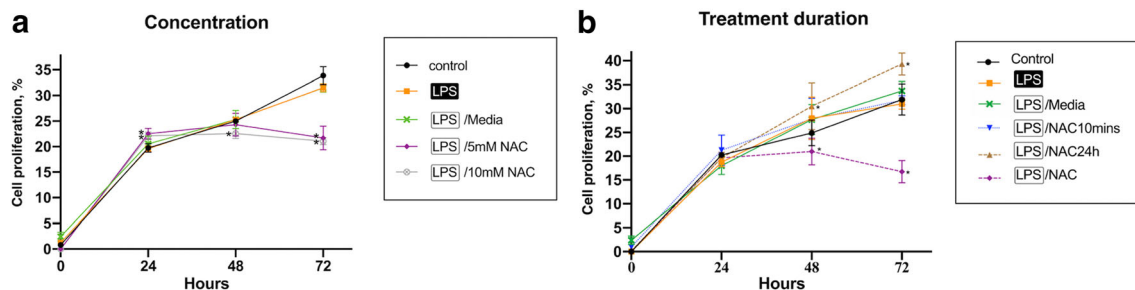 a
Concentration
Cell proliferation, %
35
30
25
20
15
10
5
0
0
24
48
72
Hours
*
*
*
*
*
control
LPS
LPS /Media
LPS /5mM NAC
LPS /10mM NAC
b
Treatment duration
Cell proliferation, %
40
35
30
25
20
15
10
5
0
0
24
48
72
Hours
*
*
*
*
Control
LPS
LPS /Media
LPS /NAC10mins
LPS /NAC24h
LPS /NAC